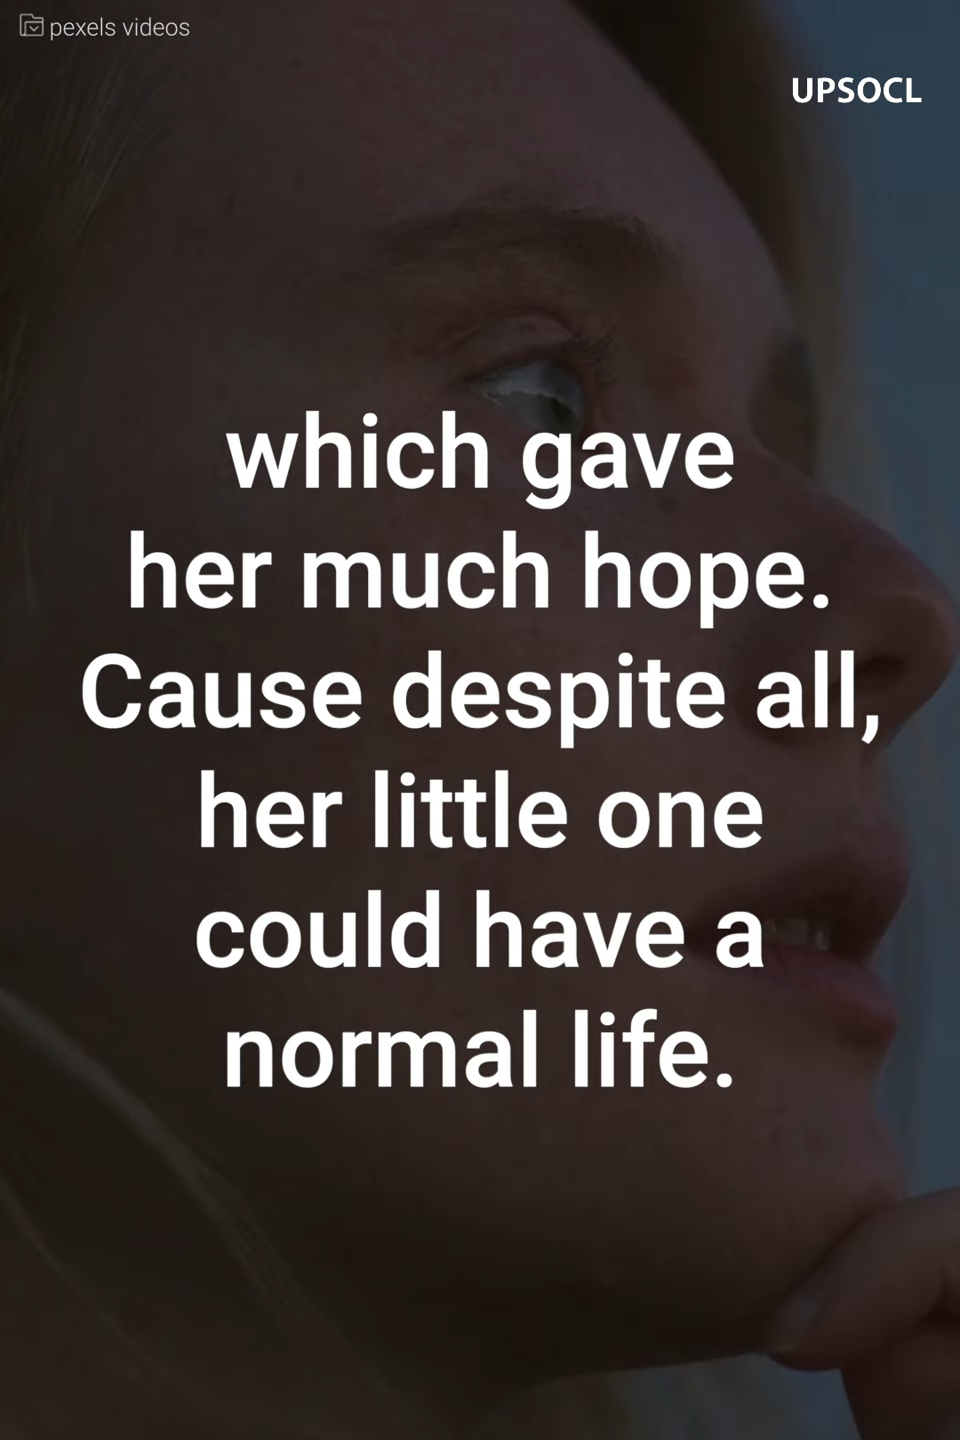 pexels videos
UPSOCL
which gave
her much hope.
Cause despite all,
her little one
could have a
normal life.